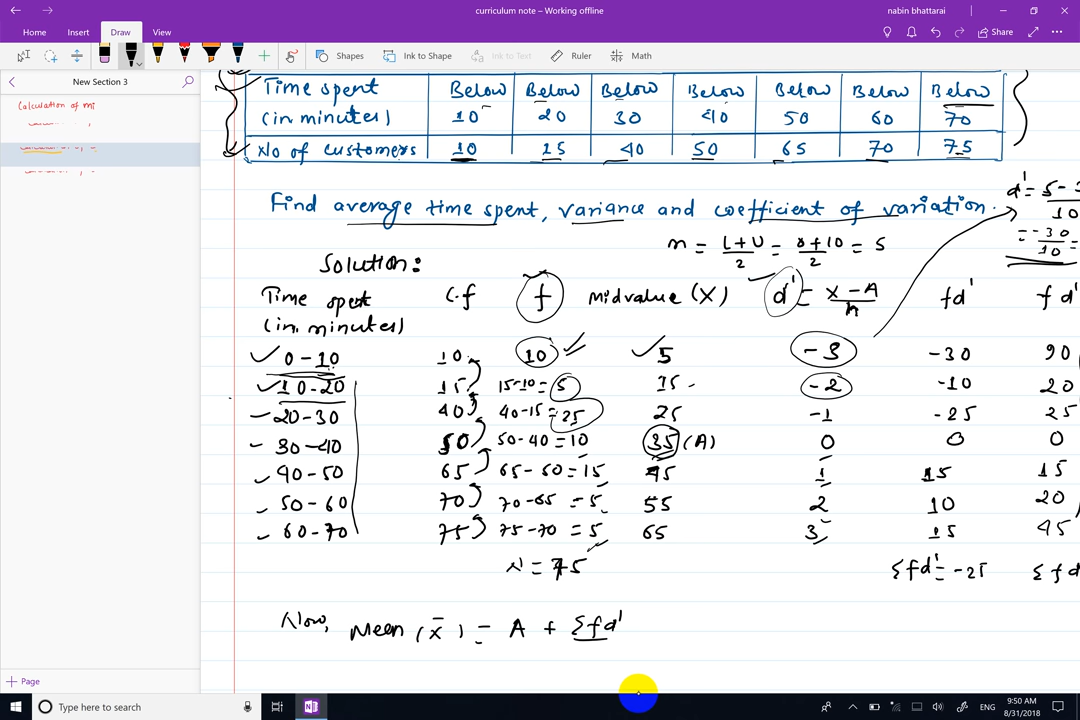 curriculum note – Working offline
nabin bhattarai
Home Insert Draw View
Share
Shapes Ink to Shape Ink to Text Ruler Math
New Section 3
Calculation of mi
Time spent (in minutes) Below 10 Below 20 Below 30 Below 40 Below 50 Below 60 Below 70
No of customers 10 15 40 50 65 70 75
Find average time spent, variance and coefficient of variation.
d' = 5-3
10
= -30/10 =
m = L+U/2 = 0+10/2 = 5
Solution:
Time spent (in minutes) C.f f Midvalue (X) d' = X-A/h fd' fd'
0-10 10 10 5 -3 -30 90
10-20 15 15-10=5 15 -2 -10 20
20-30 40 40-15=25 25 -1 -25 25
30-40 50 50-40=10 35 (A) 0 0 0
40-50 65 65-50=15 45 1 15 15
50-60 70 70-65=5 55 2 10 20
60-70 75 75-70=5 65 3 15 45
N = 75 Σfd' = -25 Σfd
Now, Mean (x̄) = A + Σfd'
+ Page
Type here to search
ENG
9:50 AM
8/31/2018